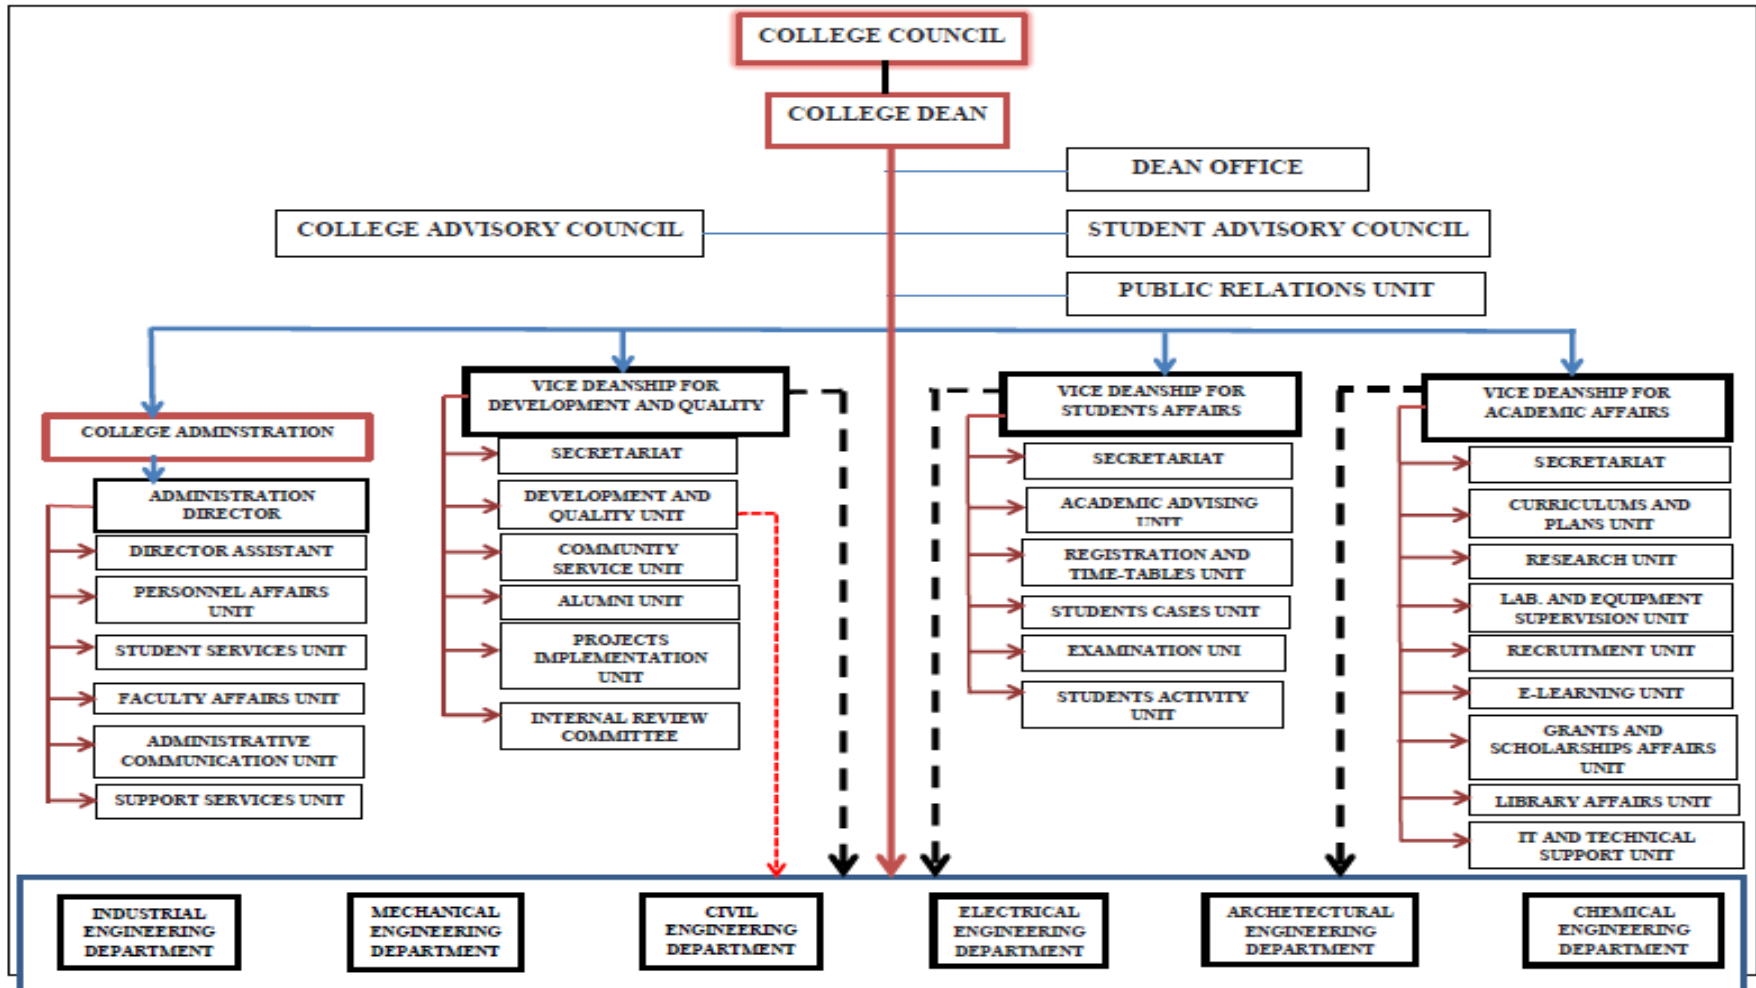 COLLEGE COUNCIL
COLLEGE DEAN
DEAN OFFICE
COLLEGE ADVISORY COUNCIL
STUDENT ADVISORY COUNCIL
PUBLIC RELATIONS UNIT
COLLEGE ADMINSTRATION
ADMINISTRATION
DIRECTOR
DIRECTOR ASSISTANT
PERSONNEL AFFAIRS
UNIT
STUDENT SERVICES UNIT
FACULTY AFFAIRS UNIT
ADMINISTRATIVE
COMMUNICATION UNIT
SUPPORT SERVICES UNIT
VICE DEANSHIP FOR
DEVELOPMENT AND QUALITY
SECRETARIAT
DEVELOPMENT AND
QUALITY UNIT
COMMUNITY
SERVICE UNIT
ALUMNI UNIT
PROJECTS
IMPLEMENTATION
UNIT
INTERNAL REVIEW
COMMITTEE
VICE DEANSHIP FOR
STUDENTS AFFAIRS
SECRETARIAT
ACADEMIC ADVISING
UNIT
REGISTRATION AND
TIME-TABLES UNIT
STUDENTS CASES UNIT
EXAMINATION UNI
STUDENTS ACTIVITY
UNIT
VICE DEANSHIP FOR
ACADEMIC AFFAIRS
SECRETARIAT
CURRICULUMS AND
PLANS UNIT
RESEARCH UNIT
LAB. AND EQUIPMENT
SUPERVISION UNIT
RECRUITMENT UNIT
E-LEARNING UNIT
GRANTS AND
SCHOLARSHIPS AFFAIRS
UNIT
LIBRARY AFFAIRS UNIT
IT AND TECHNICAL
SUPPORT UNIT
INDUSTRIAL
ENGINEERING
DEPARTMENT
MECHANICAL
ENGINEERING
DEPARTMENT
CIVIL
ENGINEERING
DEPARTMENT
ELECTRICAL
ENGINEERING
DEPARTMENT
ARCHETECTURAL
ENGINEERING
DEPARTMENT
CHEMICAL
ENGINEERING
DEPARTMENT